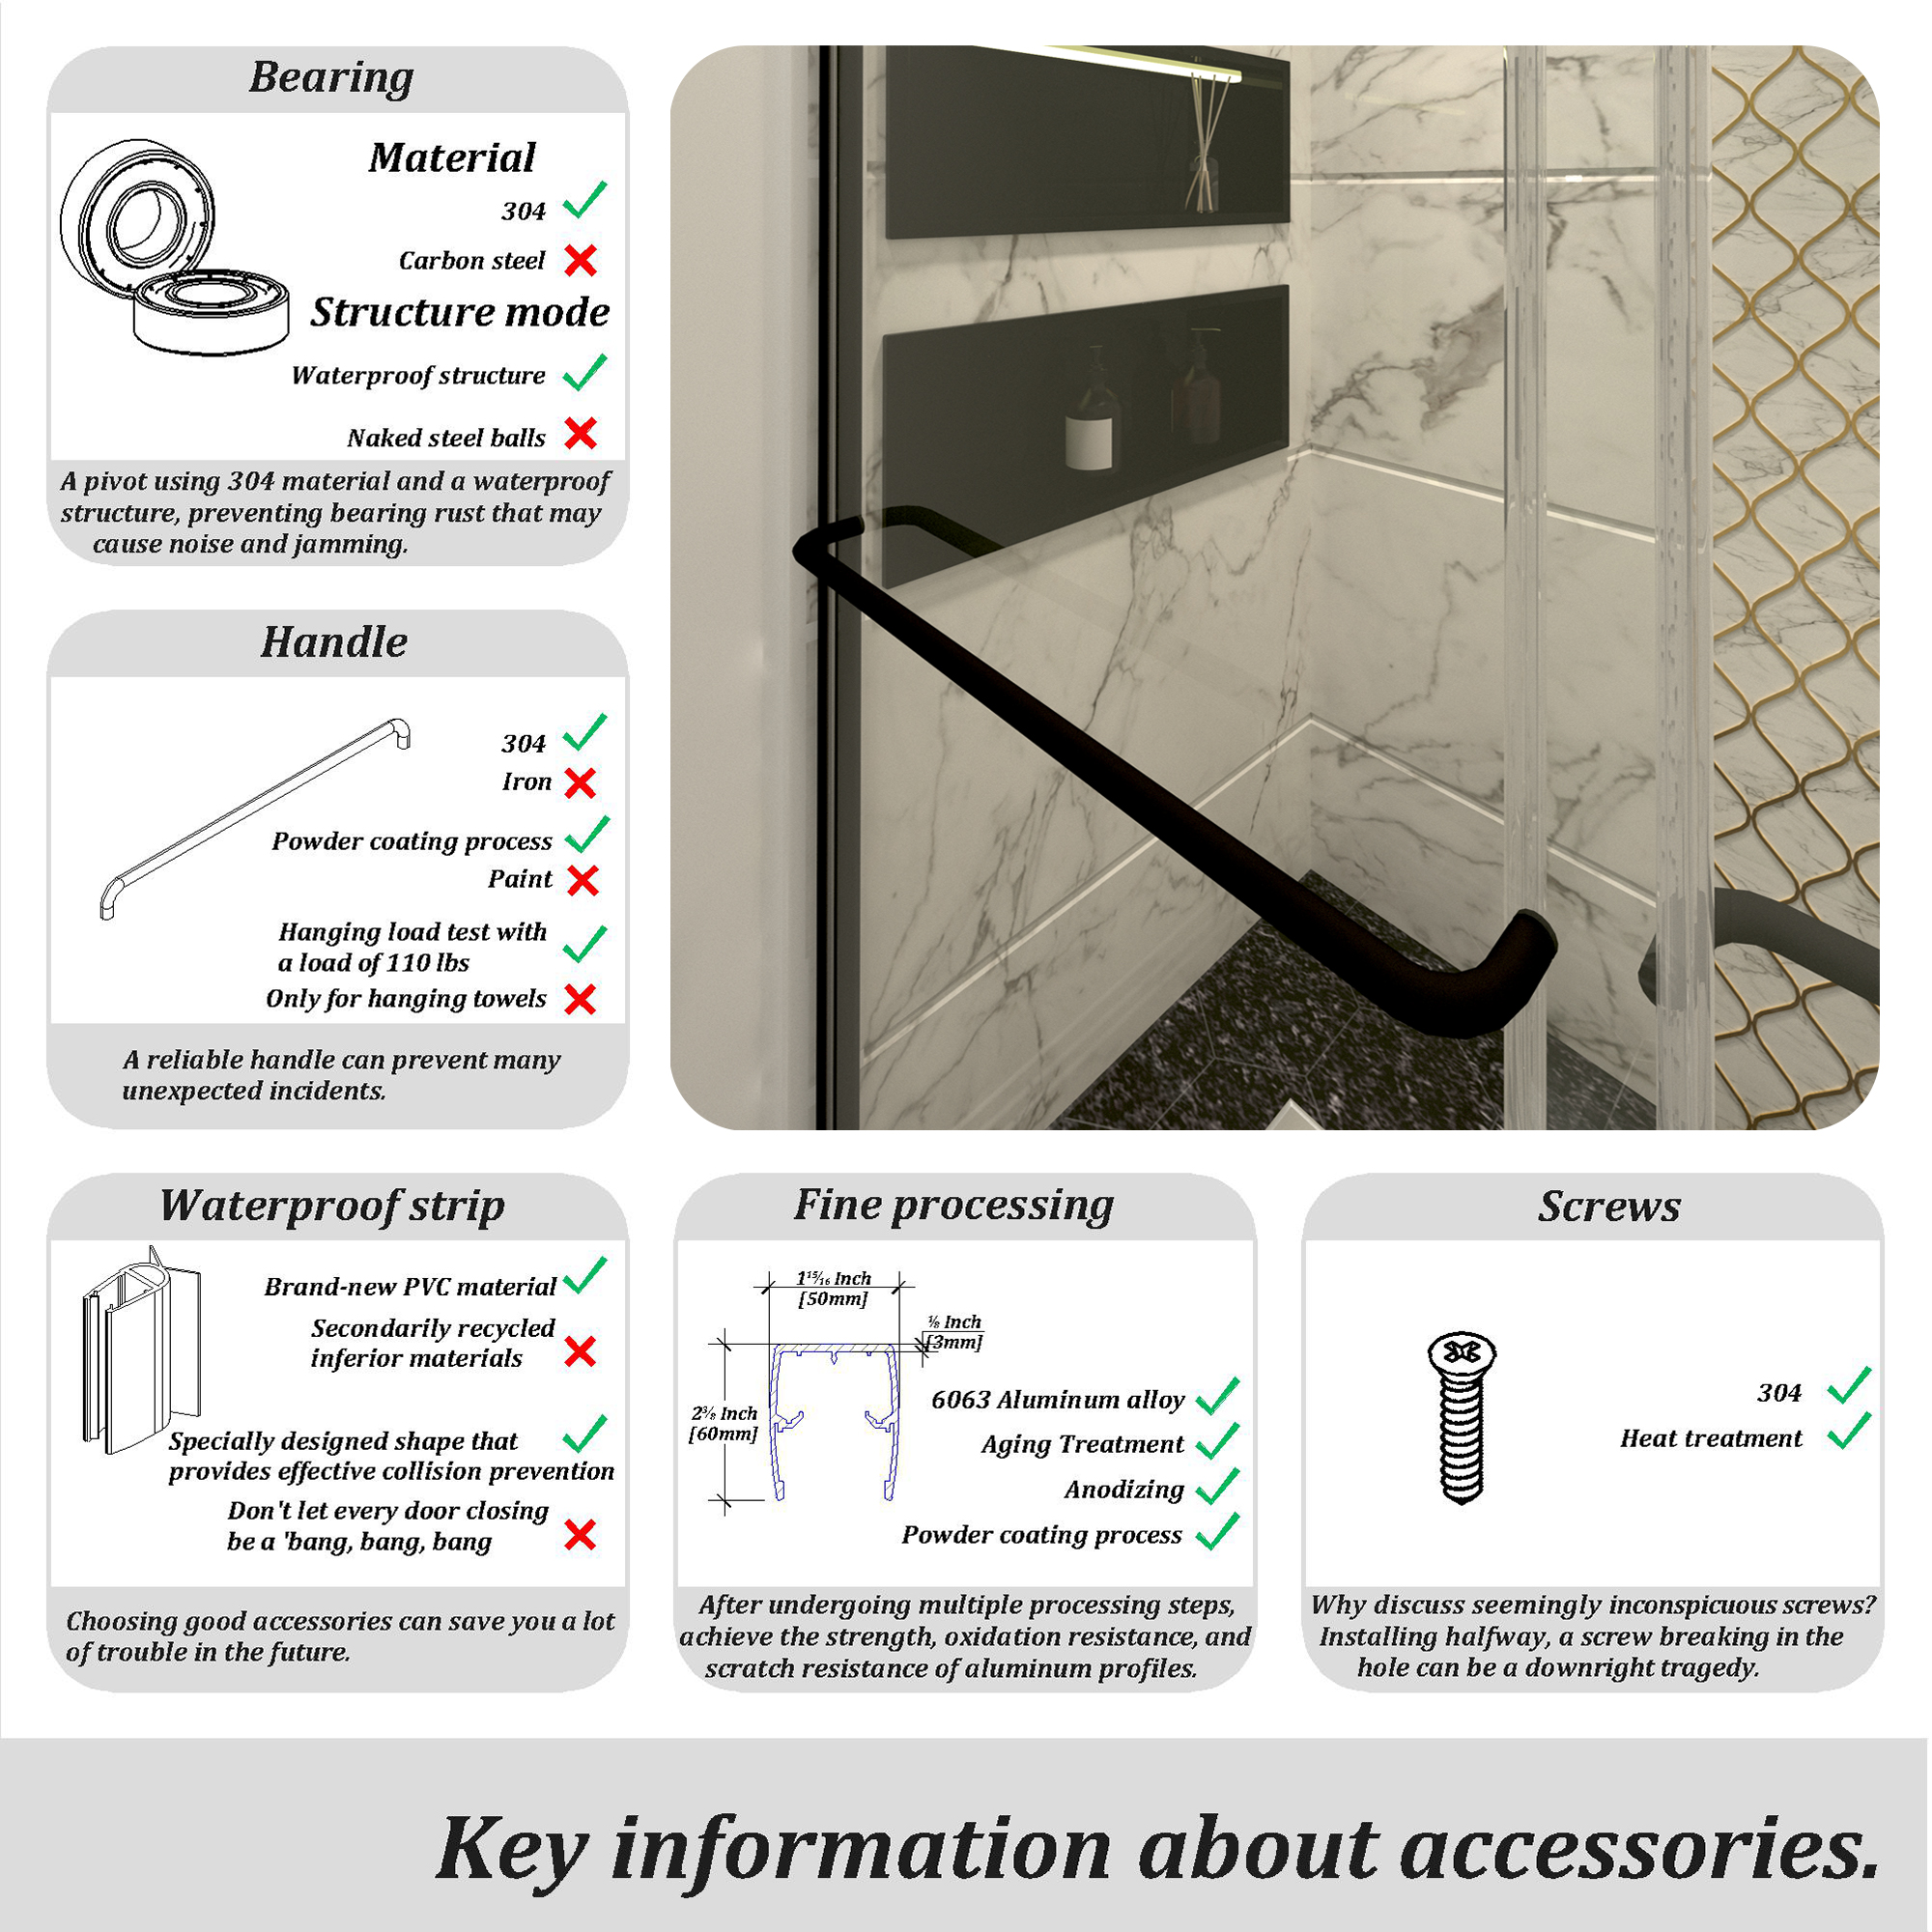 Bearing
Material
304
Carbon steel
Structure mode
Waterproof structure
Naked steel balls
A pivot using 304 material and a waterproof
structure, preventing bearing rust that may
cause noise and jamming.
Handle
304
Iron
Powder coating process
Paint
Hanging load test with
a load of 110 lbs
Only for hanging towels
A reliable handle can prevent many
unexpected incidents.
Waterproof strip
Brand-new PVC material
Secondarily recycled
inferior materials
Specially designed shape that
provides effective collision prevention
Don't let every door closing
be a 'bang, bang, bang
Choosing good accessories can save you a lot
of trouble in the future.
Fine processing
1 15/16 Inch
[50mm]
1/8 Inch
[3mm]
2 3/8 Inch
[60mm]
6063 Aluminum alloy
Aging Treatment
Anodizing
Powder coating process
After undergoing multiple processing steps,
achieve the strength, oxidation resistance, and
scratch resistance of aluminum profiles.
Screws
304
Heat treatment
Why discuss seemingly inconspicuous screws?
Installing halfway, a screw breaking in the
hole can be a downright tragedy.
Key information about accessories.